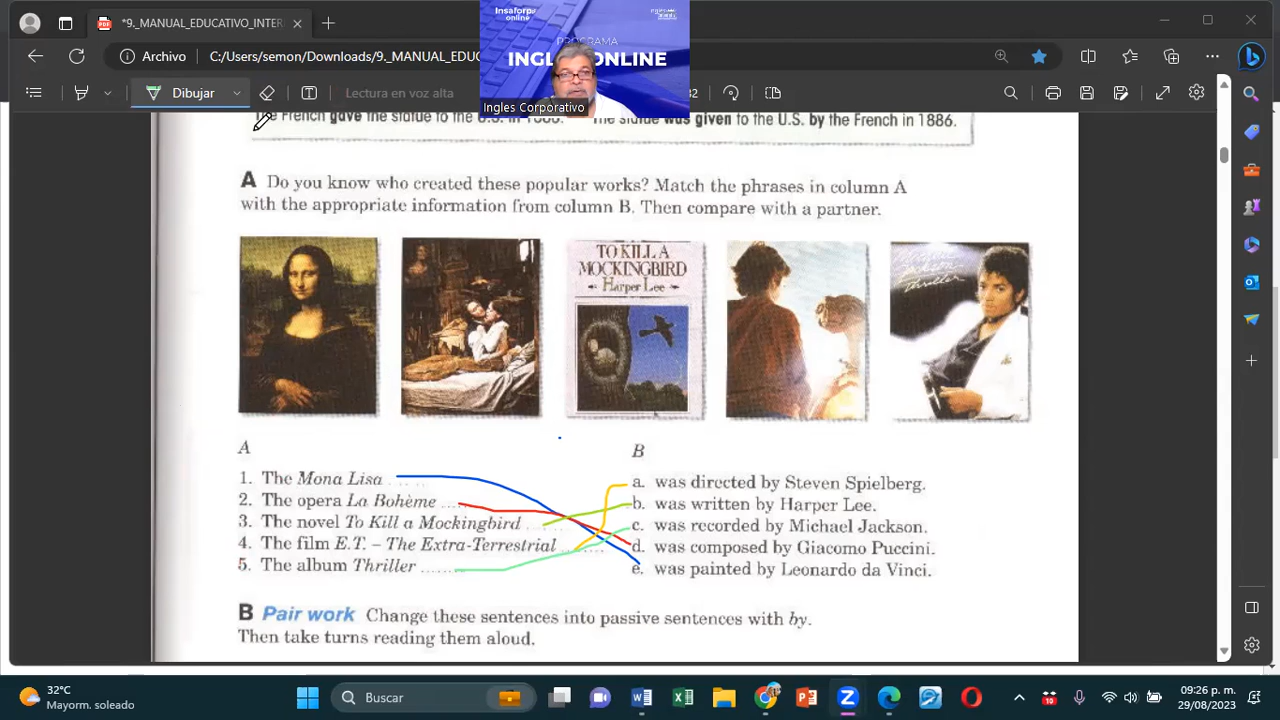 9._MANUAL_EDUCATIVO_INTER
Insaforp online
PROGRAMA
INGLES ONLINE
Ingles Corporativo
Archivo
C:/Users/semon/Downloads/9._MANUAL_EDUC
Dibujar
Lectura en voz alta
French gave the statue to the U.S. in 1886. The statue was given to the U.S. by the French in 1886.
A Do you know who created these popular works? Match the phrases in column A
with the appropriate information from column B. Then compare with a partner.
TO KILL A
MOCKINGBIRD
Harper Lee
Thriller
A
B
1. The Mona Lisa ......
a. was directed by Steven Spielberg.
2. The opera La Bohème ......
b. was written by Harper Lee.
3. The novel To Kill a Mockingbird ......
c. was recorded by Michael Jackson.
4. The film E.T. – The Extra-Terrestrial ......
d. was composed by Giacomo Puccini.
5. The album Thriller ......
e. was painted by Leonardo da Vinci.
B Pair work Change these sentences into passive sentences with by.
Then take turns reading them aloud.
32°C
Mayorm. soleado
Buscar
10
09:26 p. m.
29/08/2023